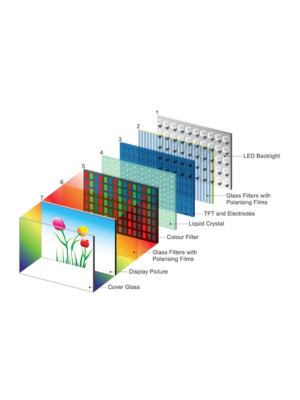 1
2
3
4
5
6
7
LED Backlight
Glass Filters with
Polarising Films
TFT and Electrodes
Liquid Crystal
Colour Filter
Glass Filters with
Polarising Films
Display Picture
Cover Glass